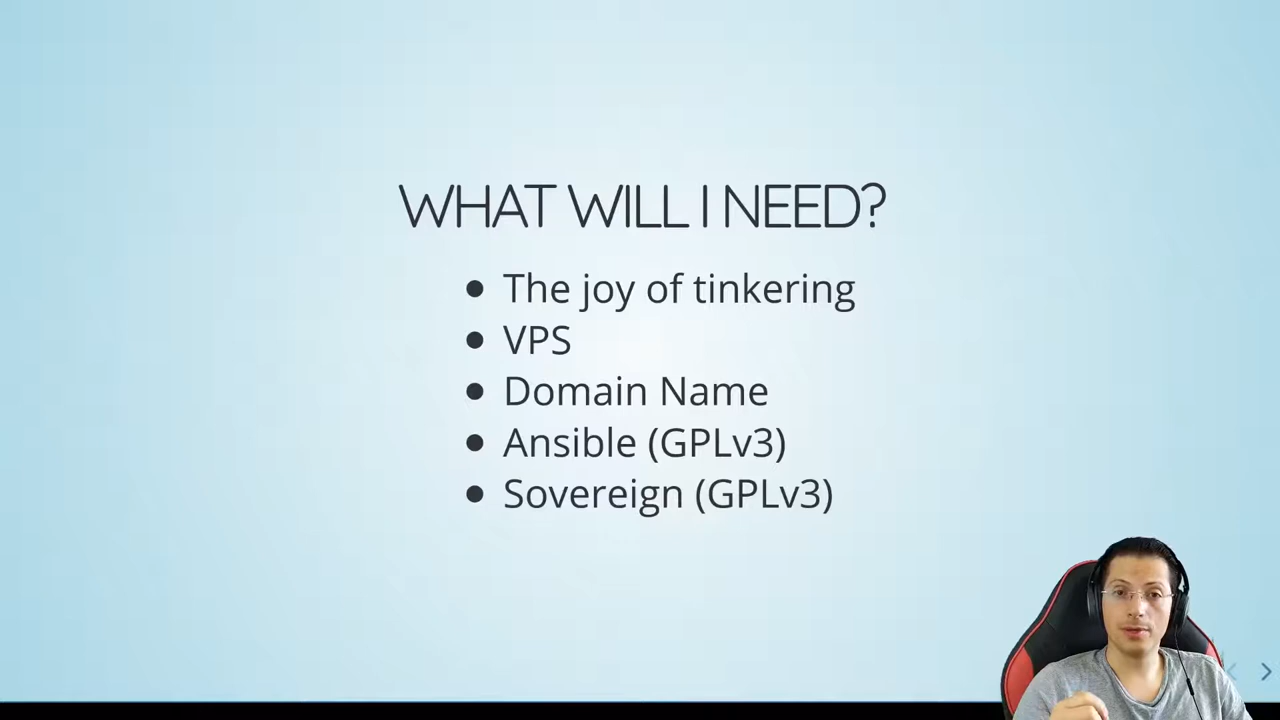 WHAT WILL I NEED?
The joy of tinkering
VPS
Domain Name
Ansible (GPLv3)
Sovereign (GPLv3)